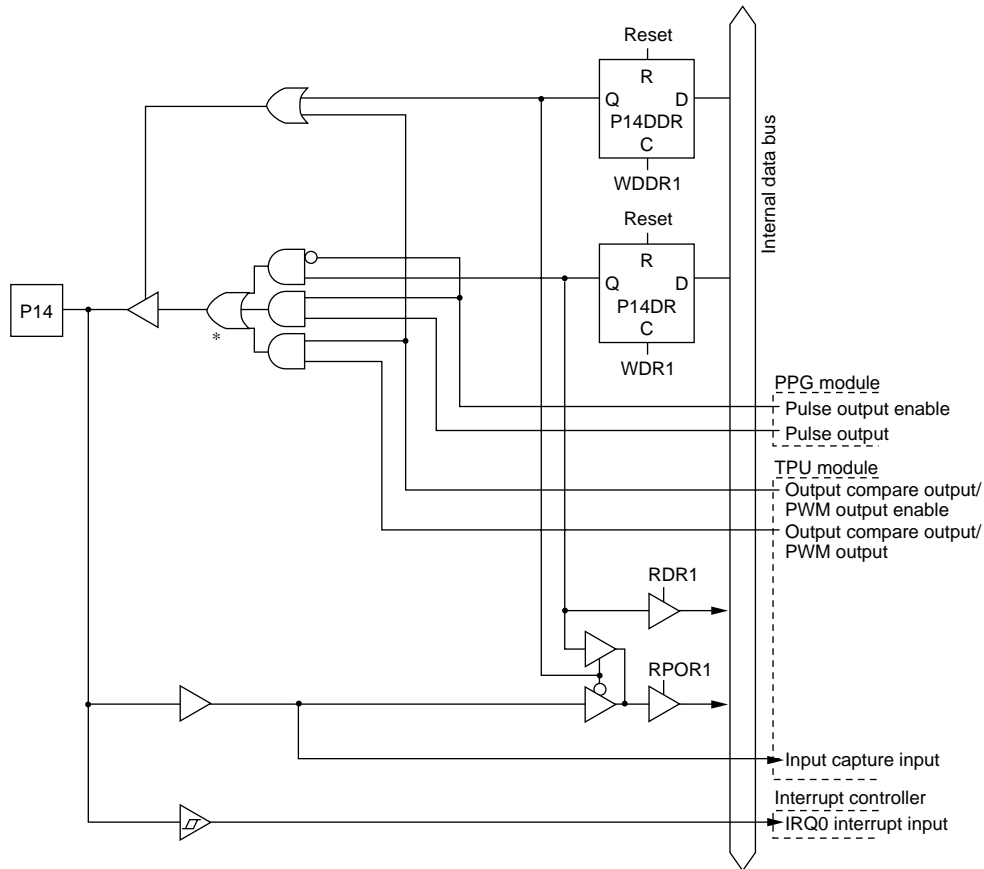 Reset
R
Q D
P14DDR
C
WDDR1
Internal data bus
Reset
R
Q D
P14DR
C
WDR1
P14
*
PPG module
Pulse output enable
Pulse output
TPU module
Output compare output/
PWM output enable
Output compare output/
PWM output
RDR1
RPOR1
Input capture input
Interrupt controller
IRQ0 interrupt input